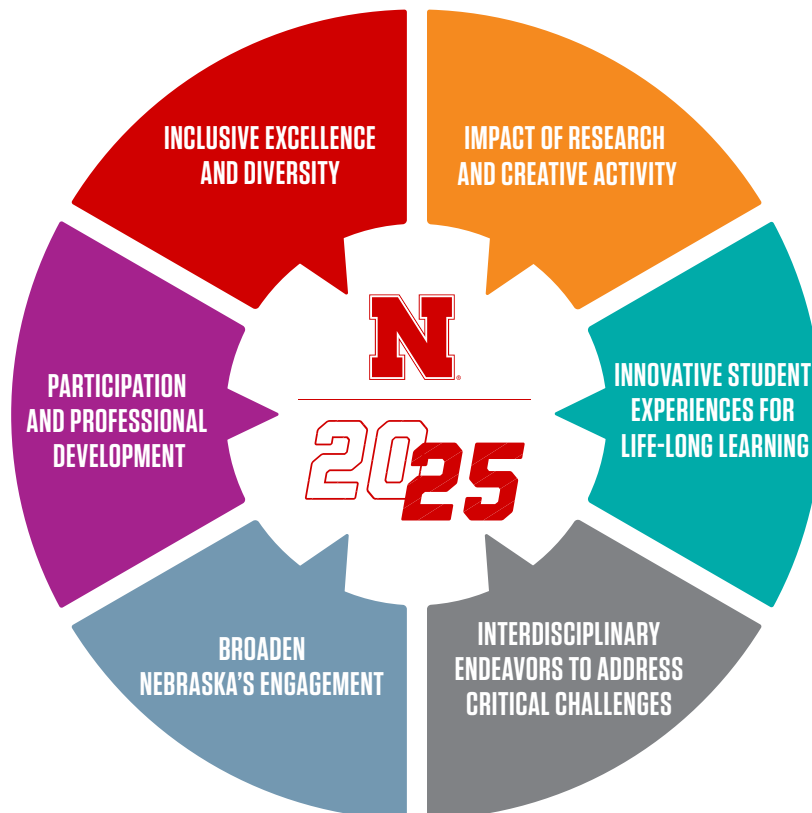 INCLUSIVE EXCELLENCE
AND DIVERSITY
IMPACT OF RESEARCH
AND CREATIVE ACTIVITY
PARTICIPATION
AND PROFESSIONAL
DEVELOPMENT
N®
2025
INNOVATIVE STUDENT
EXPERIENCES FOR
LIFE-LONG LEARNING
BROADEN
NEBRASKA'S ENGAGEMENT
INTERDISCIPLINARY
ENDEAVORS TO ADDRESS
CRITICAL CHALLENGES